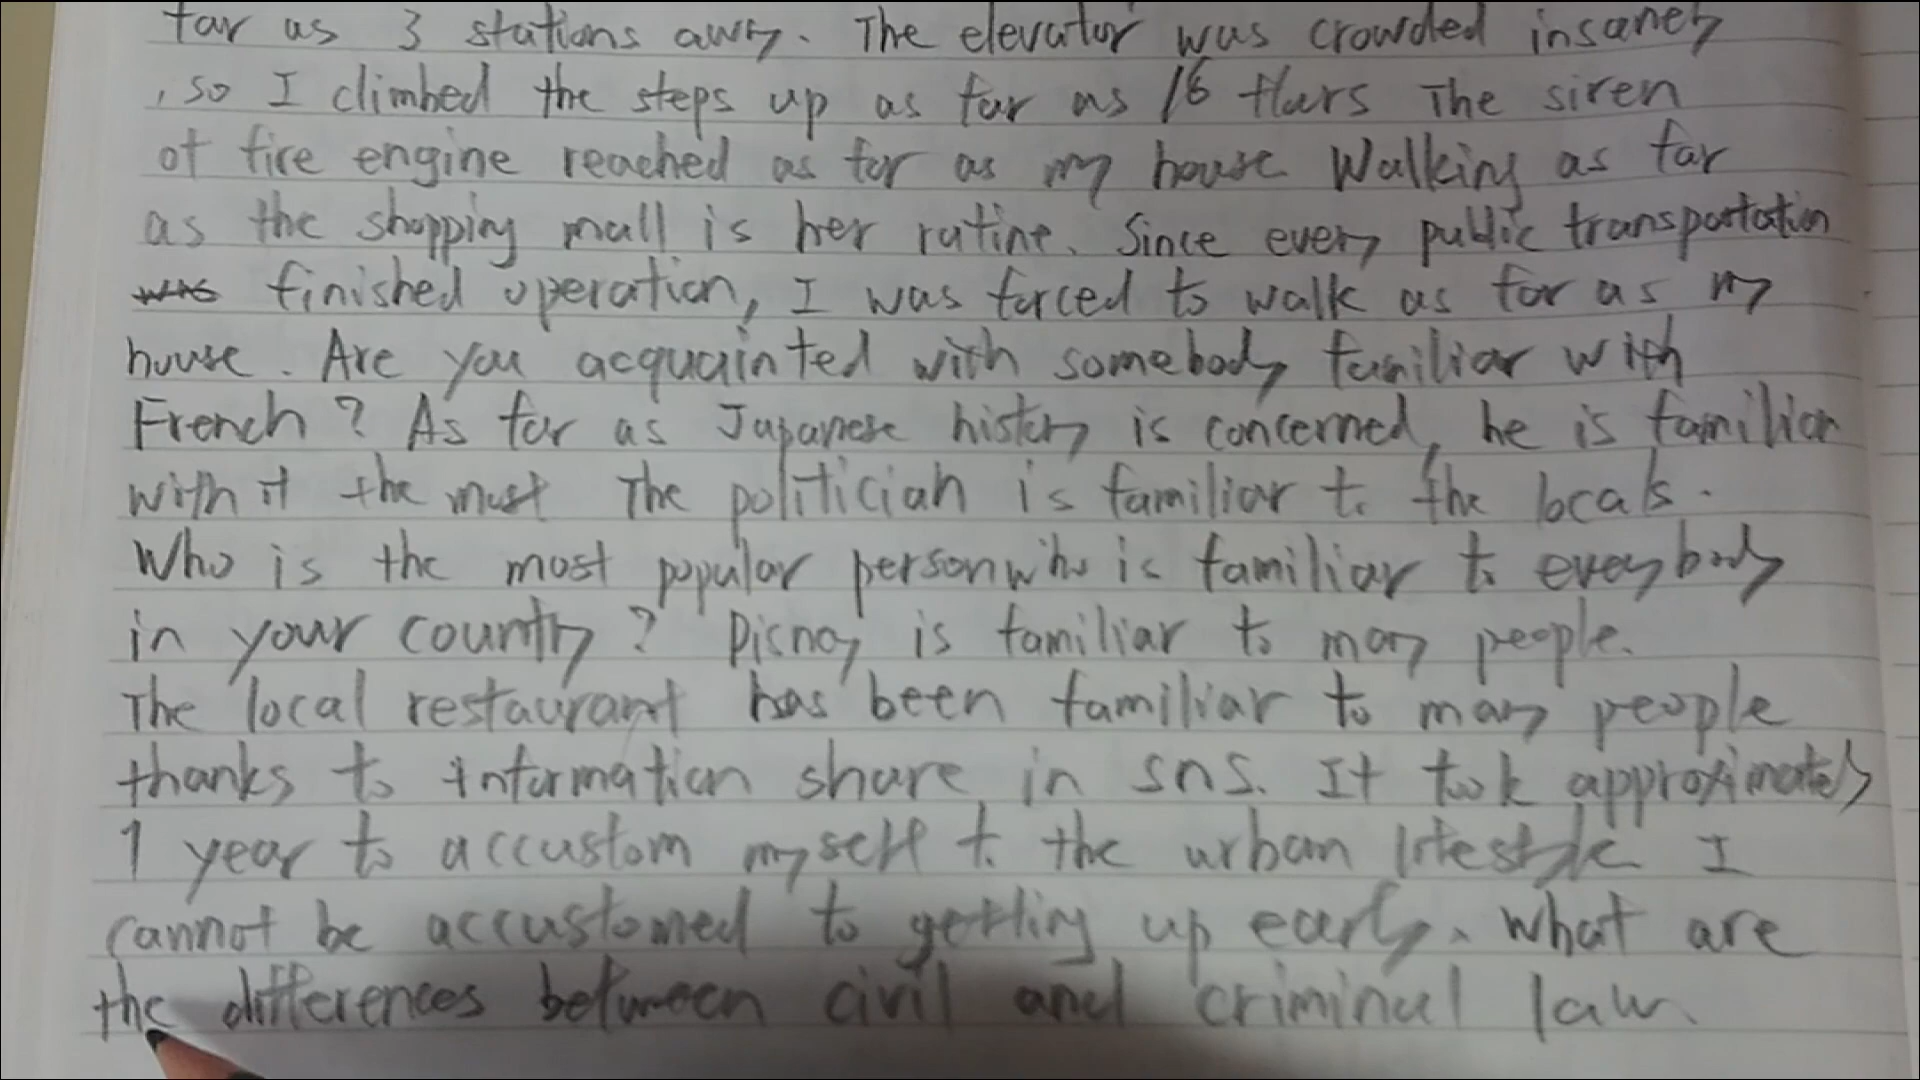 far as 3 stations away. The elevator was crowded insanely
, so I climbed the steps up as far as 16 floors The siren
of fire engine reached as far as my house Walking as far
as the shopping mall is her rutine. Since every public transportation
finished operation, I was forced to walk as far as my
house. Are you acquainted with somebody familiar with
French? As far as Japanese history is concerned, he is familiar
with it the most The politician is familiar to the locals.
Who is the most popular person who is familiar to everybody
in your country? Disney is familiar to many people.
The local restaurant has been familiar to many people
thanks to information share in SNS. It took approximately
1 year to accustom myself to the urban lifestyle I
cannot be accustomed to getting up early. What are
the differences between civil and criminal law.